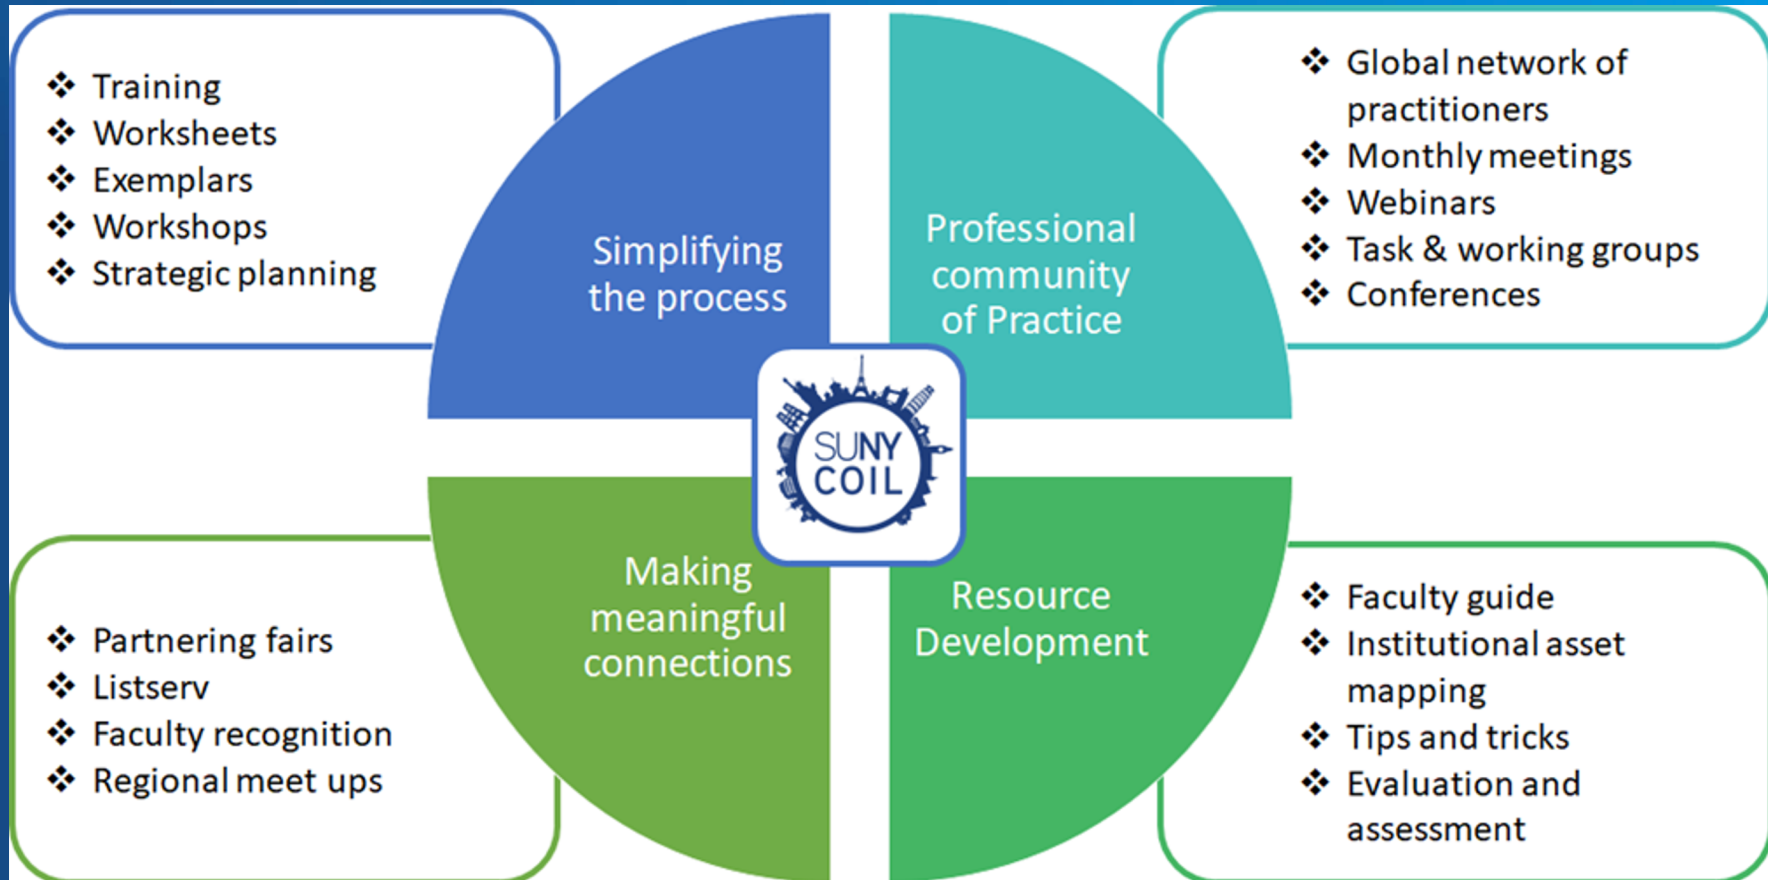 ❖ Training
❖ Worksheets
❖ Exemplars
❖ Workshops
❖ Strategic planning
Simplifying
the process
Professional
community
of Practice
❖ Global network of
practitioners
❖ Monthly meetings
❖ Webinars
❖ Task & working groups
❖ Conferences
SUNY
COIL
❖ Partnering fairs
❖ Listserv
❖ Faculty recognition
❖ Regional meet ups
Making
meaningful
connections
Resource
Development
❖ Faculty guide
❖ Institutional asset
mapping
❖ Tips and tricks
❖ Evaluation and
assessment